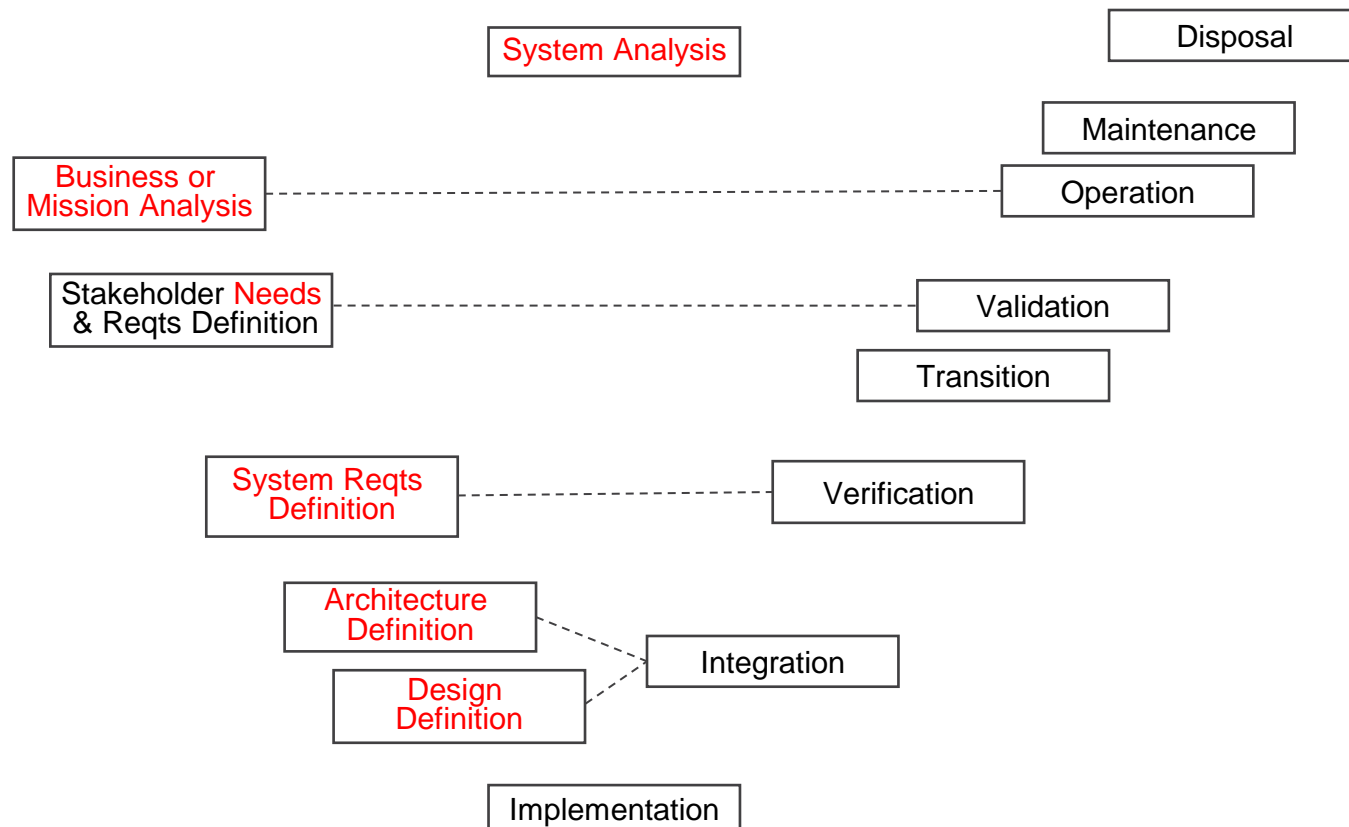 System Analysis
Disposal
Maintenance
Business or
Mission Analysis
Operation
Stakeholder Needs
& Reqts Definition
Validation
Transition
System Reqts
Definition
Verification
Architecture
Definition
Integration
Design
Definition
Implementation